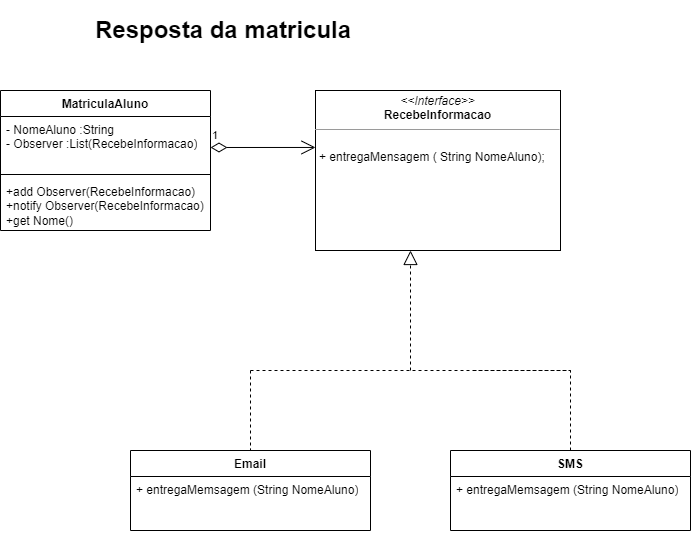 Resposta da matricula
MatriculaAluno
- NomeAluno :String
- Observer :List(RecebeInformacao)
+add Observer(RecebeInformacao)
+notify Observer(RecebeInformacao)
+get Nome()
1
<<Interface>>
RecebeInformacao
+ entregaMensagem ( String NomeAluno);
Email
+ entregaMemsagem (String NomeAluno)
SMS
+ entregaMemsagem (String NomeAluno)